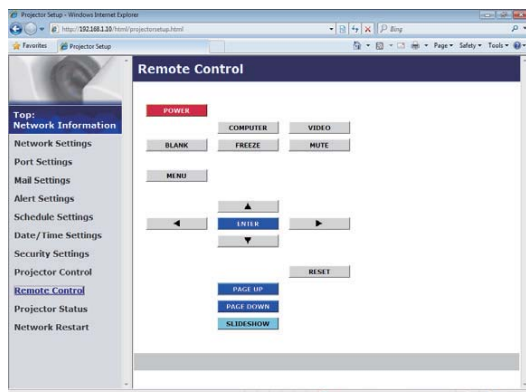 Projector Setup - Windows Internet Explorer
http://192.168.1.10/html/projectorsetup.html
Bing
Favorites Projector Setup Page Safety Tools
Remote Control
Top:
Network Information
Network Settings
Port Settings
Mail Settings
Alert Settings
Schedule Settings
Date/Time Settings
Security Settings
Projector Control
Remote Control
Projector Status
Network Restart
POWER
COMPUTER VIDEO
BLANK FREEZE MUTE
MENU
▲
◀ ENTER ▶
▼
RESET
PAGE UP
PAGE DOWN
SLIDESHOW